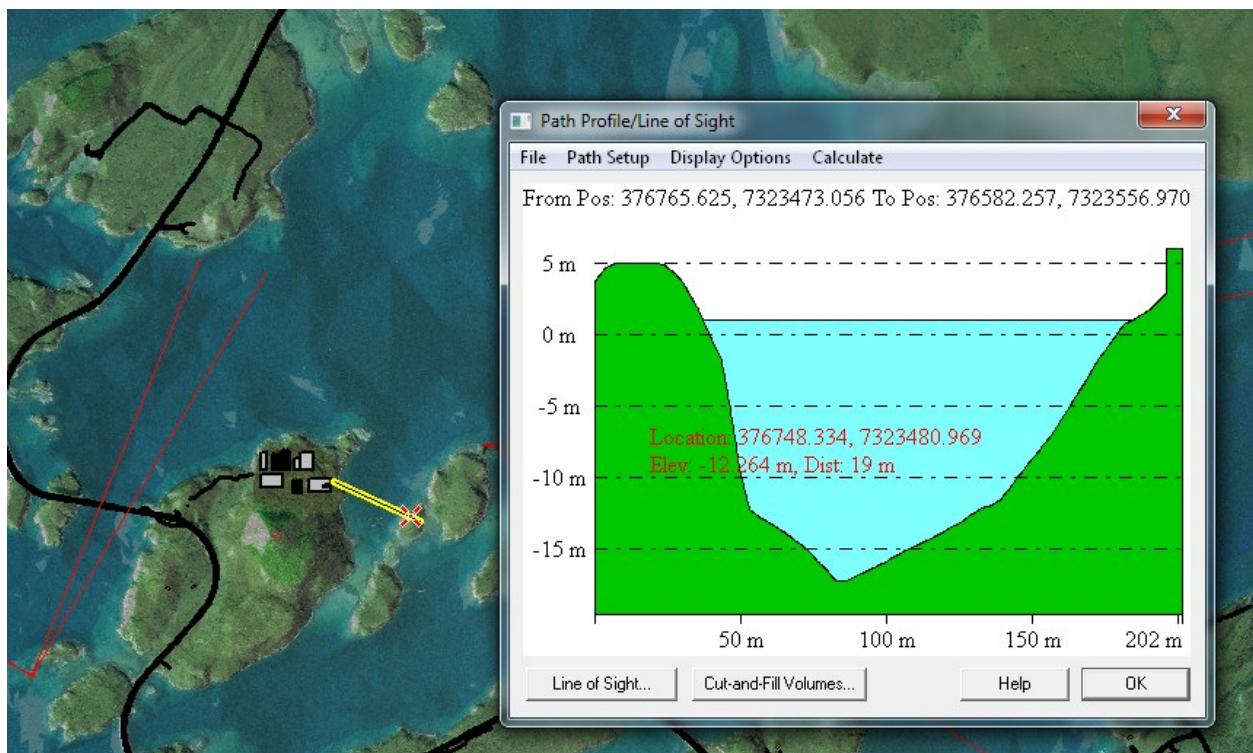 Path Profile/Line of Sight
File Path Setup Display Options Calculate
From Pos: 376765.625, 7323473.056 To Pos: 376582.257, 7323556.970
5 m
0 m
-5 m
Location: 376748.334, 7323480.969
Elev: -12.264 m, Dist: 19 m
-10 m
-15 m
50 m 100 m 150 m 202 m
Line of Sight... Cut-and-Fill Volumes... Help OK